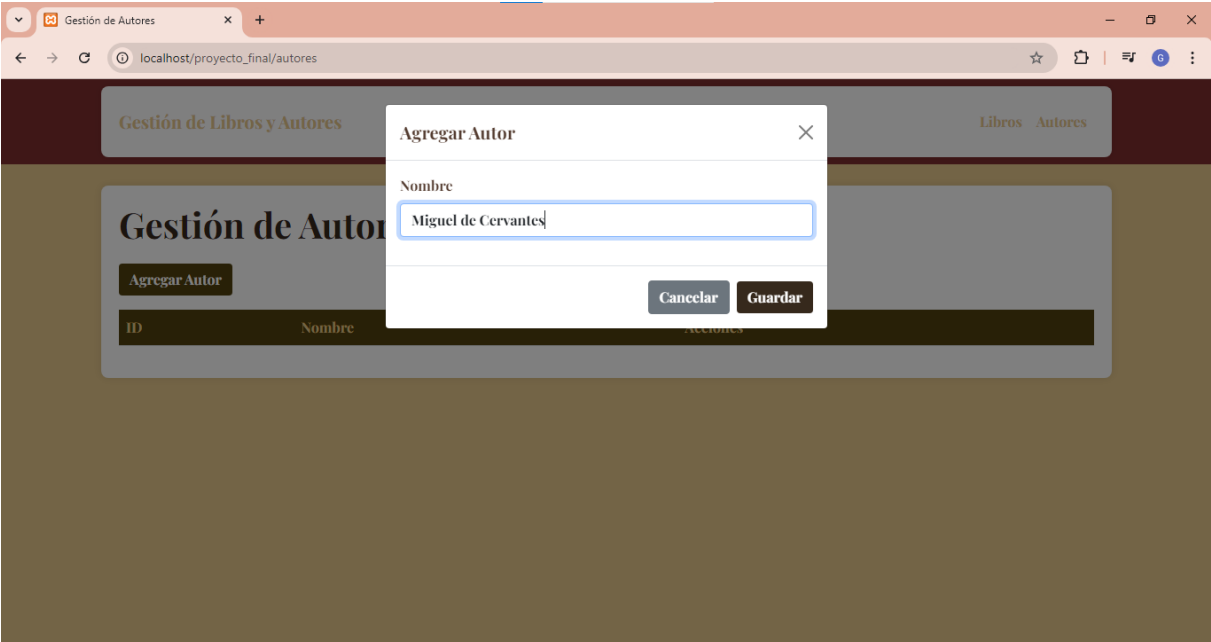 Gestión de Autores
localhost/proyecto_final/autores
G
Gestión de Libros y Autores
Libros Autores
Agregar Autor
Nombre
Miguel de Cervantes
Cancelar Guardar
Gestión de Autor
Agregar Autor
ID Nombre Acciones